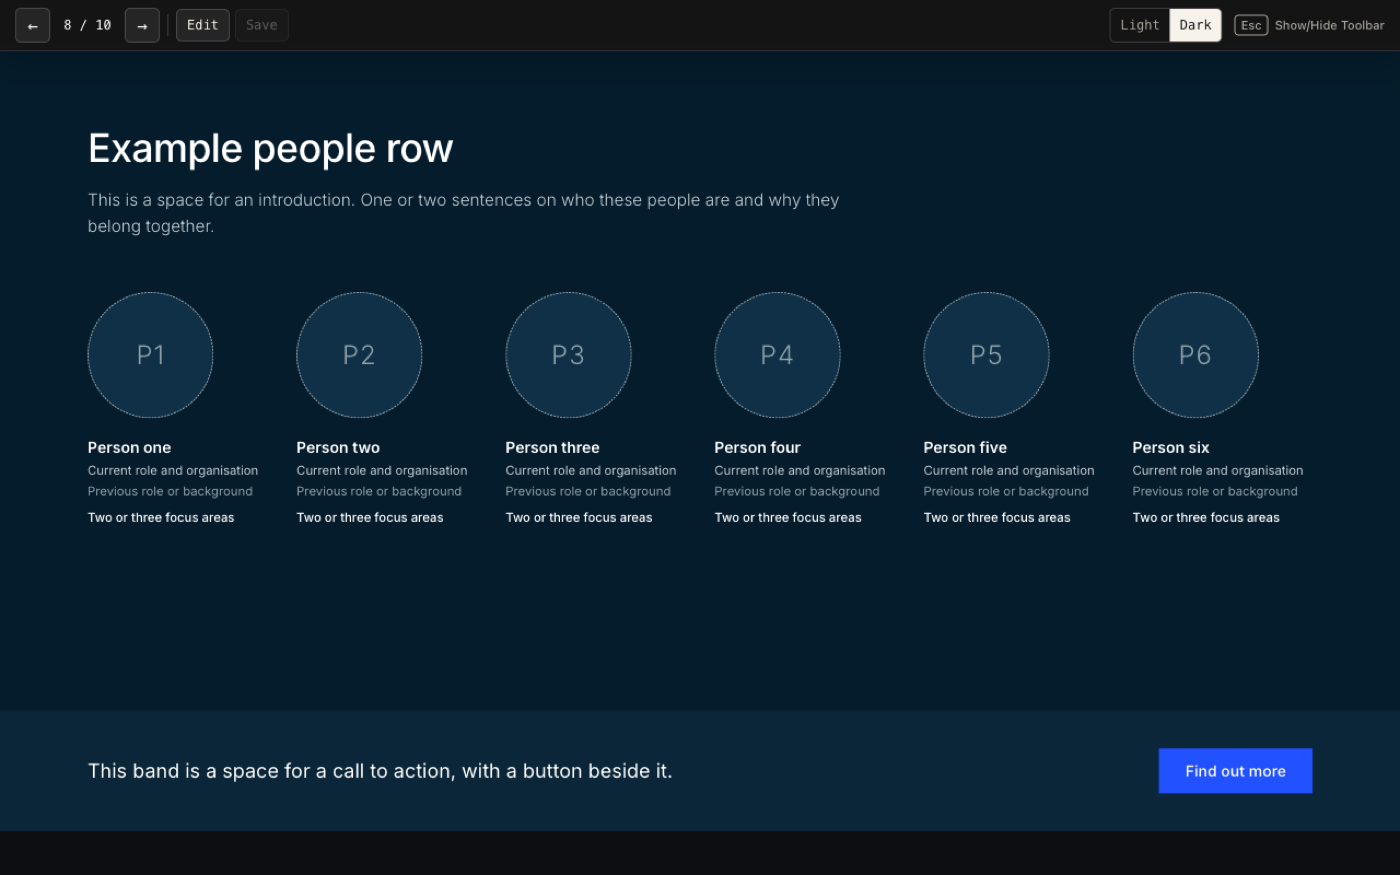 ← 8 / 10 → Edit Save Light Dark Esc Show/Hide Toolbar
Example people row
This is a space for an introduction. One or two sentences on who these people are and why they
belong together.
P1 P2 P3 P4 P5 P6
Person one Person two Person three Person four Person five Person six
Current role and organisation Current role and organisation Current role and organisation Current role and organisation Current role and organisation Current role and organisation
Previous role or background Previous role or background Previous role or background Previous role or background Previous role or background Previous role or background
Two or three focus areas Two or three focus areas Two or three focus areas Two or three focus areas Two or three focus areas Two or three focus areas
This band is a space for a call to action, with a button beside it. Find out more